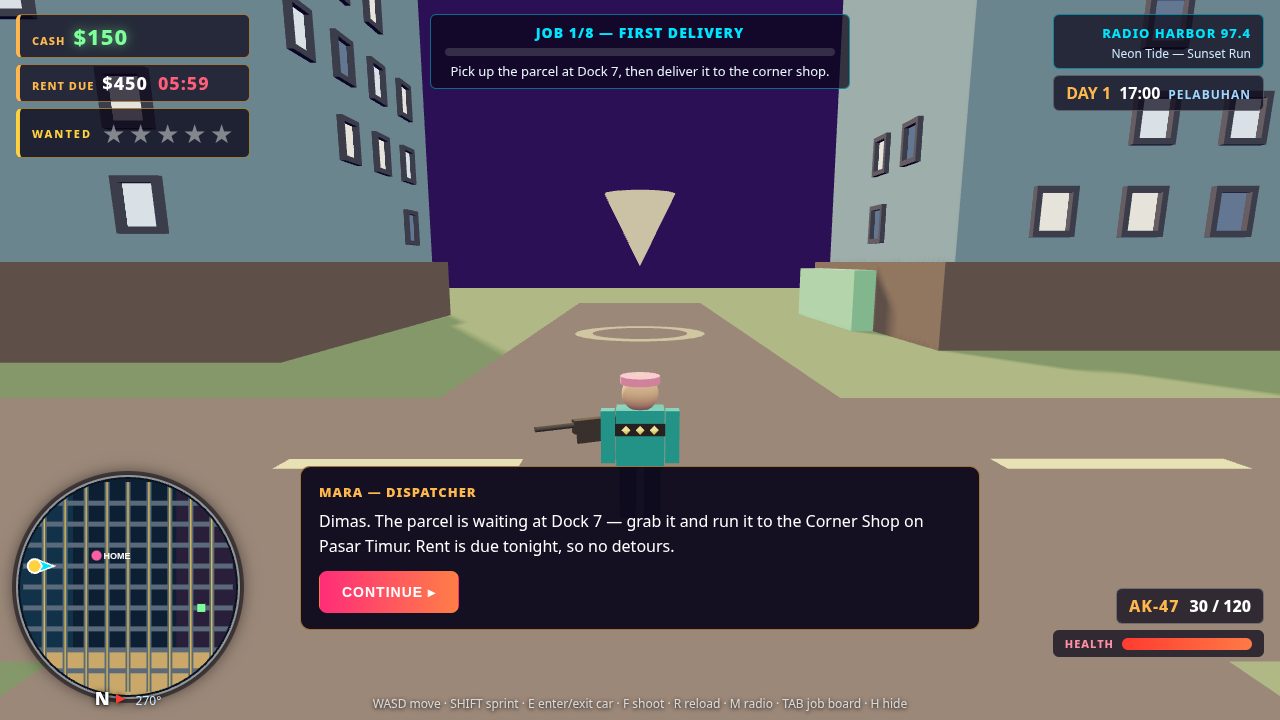 CASH $150
RENT DUE $450 05:59
WANTED ★★★★★
JOB 1/8 — FIRST DELIVERY
Pick up the parcel at Dock 7, then deliver it to the corner shop.
RADIO HARBOR 97.4
Neon Tide — Sunset Run
DAY 1 17:00 PELABUHAN
MARA — DISPATCHER
Dimas. The parcel is waiting at Dock 7 — grab it and run it to the Corner Shop on
Pasar Timur. Rent is due tonight, so no detours.
CONTINUE ▸
HOME
N ► 270°
AK-47 30 / 120
HEALTH
WASD move · SHIFT sprint · E enter/exit car · F shoot · R reload · M radio · TAB job board · H hide